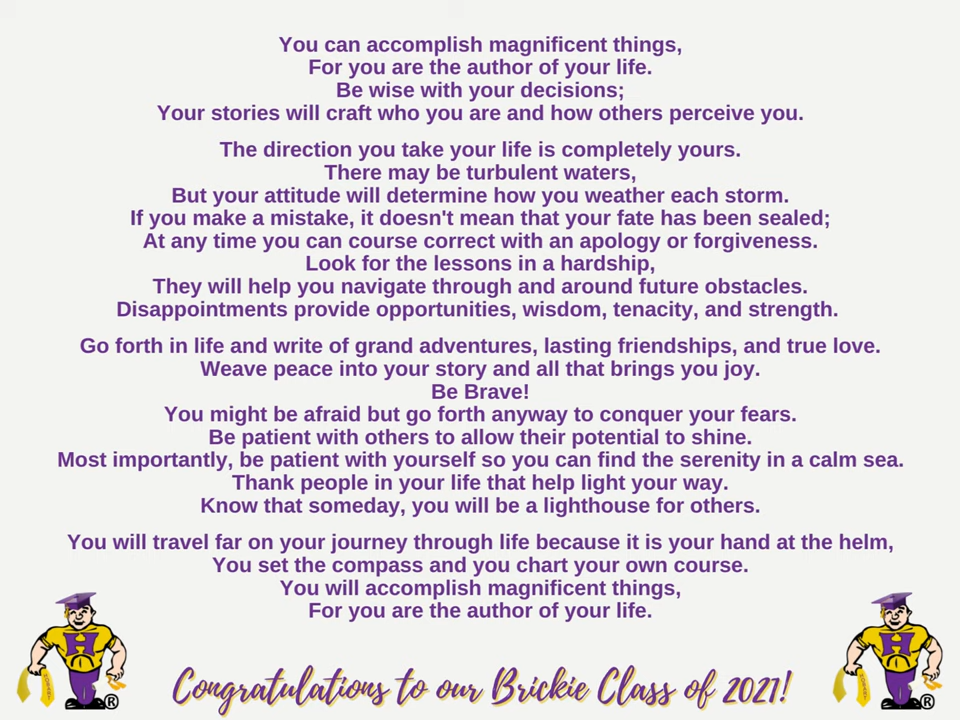 You can accomplish magnificent things,
For you are the author of your life.
Be wise with your decisions;
Your stories will craft who you are and how others perceive you.
The direction you take your life is completely yours.
There may be turbulent waters,
But your attitude will determine how you weather each storm.
If you make a mistake, it doesn't mean that your fate has been sealed;
At any time you can course correct with an apology or forgiveness.
Look for the lessons in a hardship,
They will help you navigate through and around future obstacles.
Disappointments provide opportunities, wisdom, tenacity, and strength.
Go forth in life and write of grand adventures, lasting friendships, and true love.
Weave peace into your story and all that brings you joy.
Be Brave!
You might be afraid but go forth anyway to conquer your fears.
Be patient with others to allow their potential to shine.
Most importantly, be patient with yourself so you can find the serenity in a calm sea.
Thank people in your life that help light your way.
Know that someday, you will be a lighthouse for others.
You will travel far on your journey through life because it is your hand at the helm,
You set the compass and you chart your own course.
You will accomplish magnificent things,
For you are the author of your life.
H ®
H ®
Congratulations to our Brickie Class of 2021!